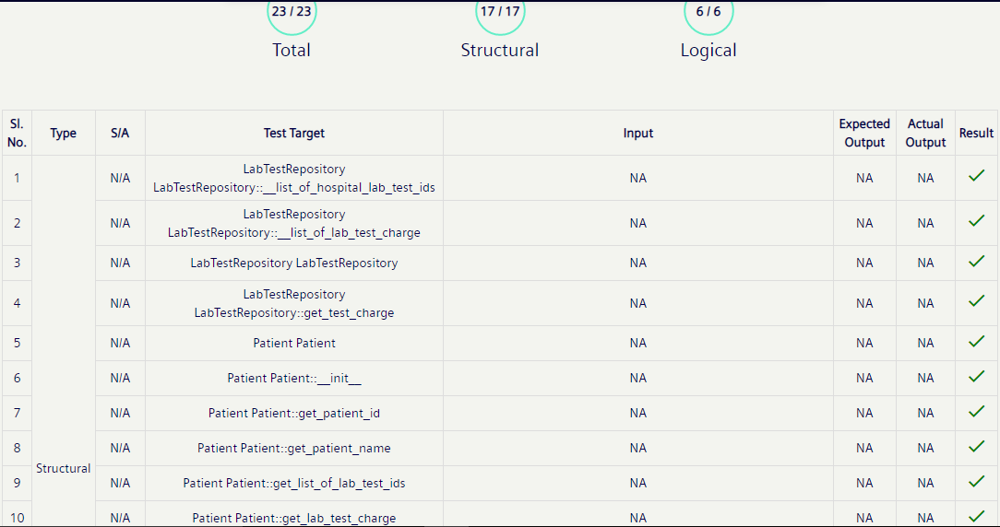 23 / 23 17 / 17 6 / 6
Total Structural Logical
Sl. No. Type S/A Test Target Input Expected Output Actual Output Result
1 N/A LabTestRepository LabTestRepository::__list_of_hospital_lab_test_ids NA NA NA
2 N/A LabTestRepository LabTestRepository::__list_of_lab_test_charge NA NA NA
3 N/A LabTestRepository LabTestRepository NA NA NA
4 N/A LabTestRepository LabTestRepository::get_test_charge NA NA NA
5 N/A Patient Patient NA NA NA
6 N/A Patient Patient::__init__ NA NA NA
7 N/A Patient Patient::get_patient_id NA NA NA
8 N/A Patient Patient::get_patient_name NA NA NA
Structural
9 N/A Patient Patient::get_list_of_lab_test_ids NA NA NA
10 N/A Patient Patient::get_lab_test_charge NA NA NA